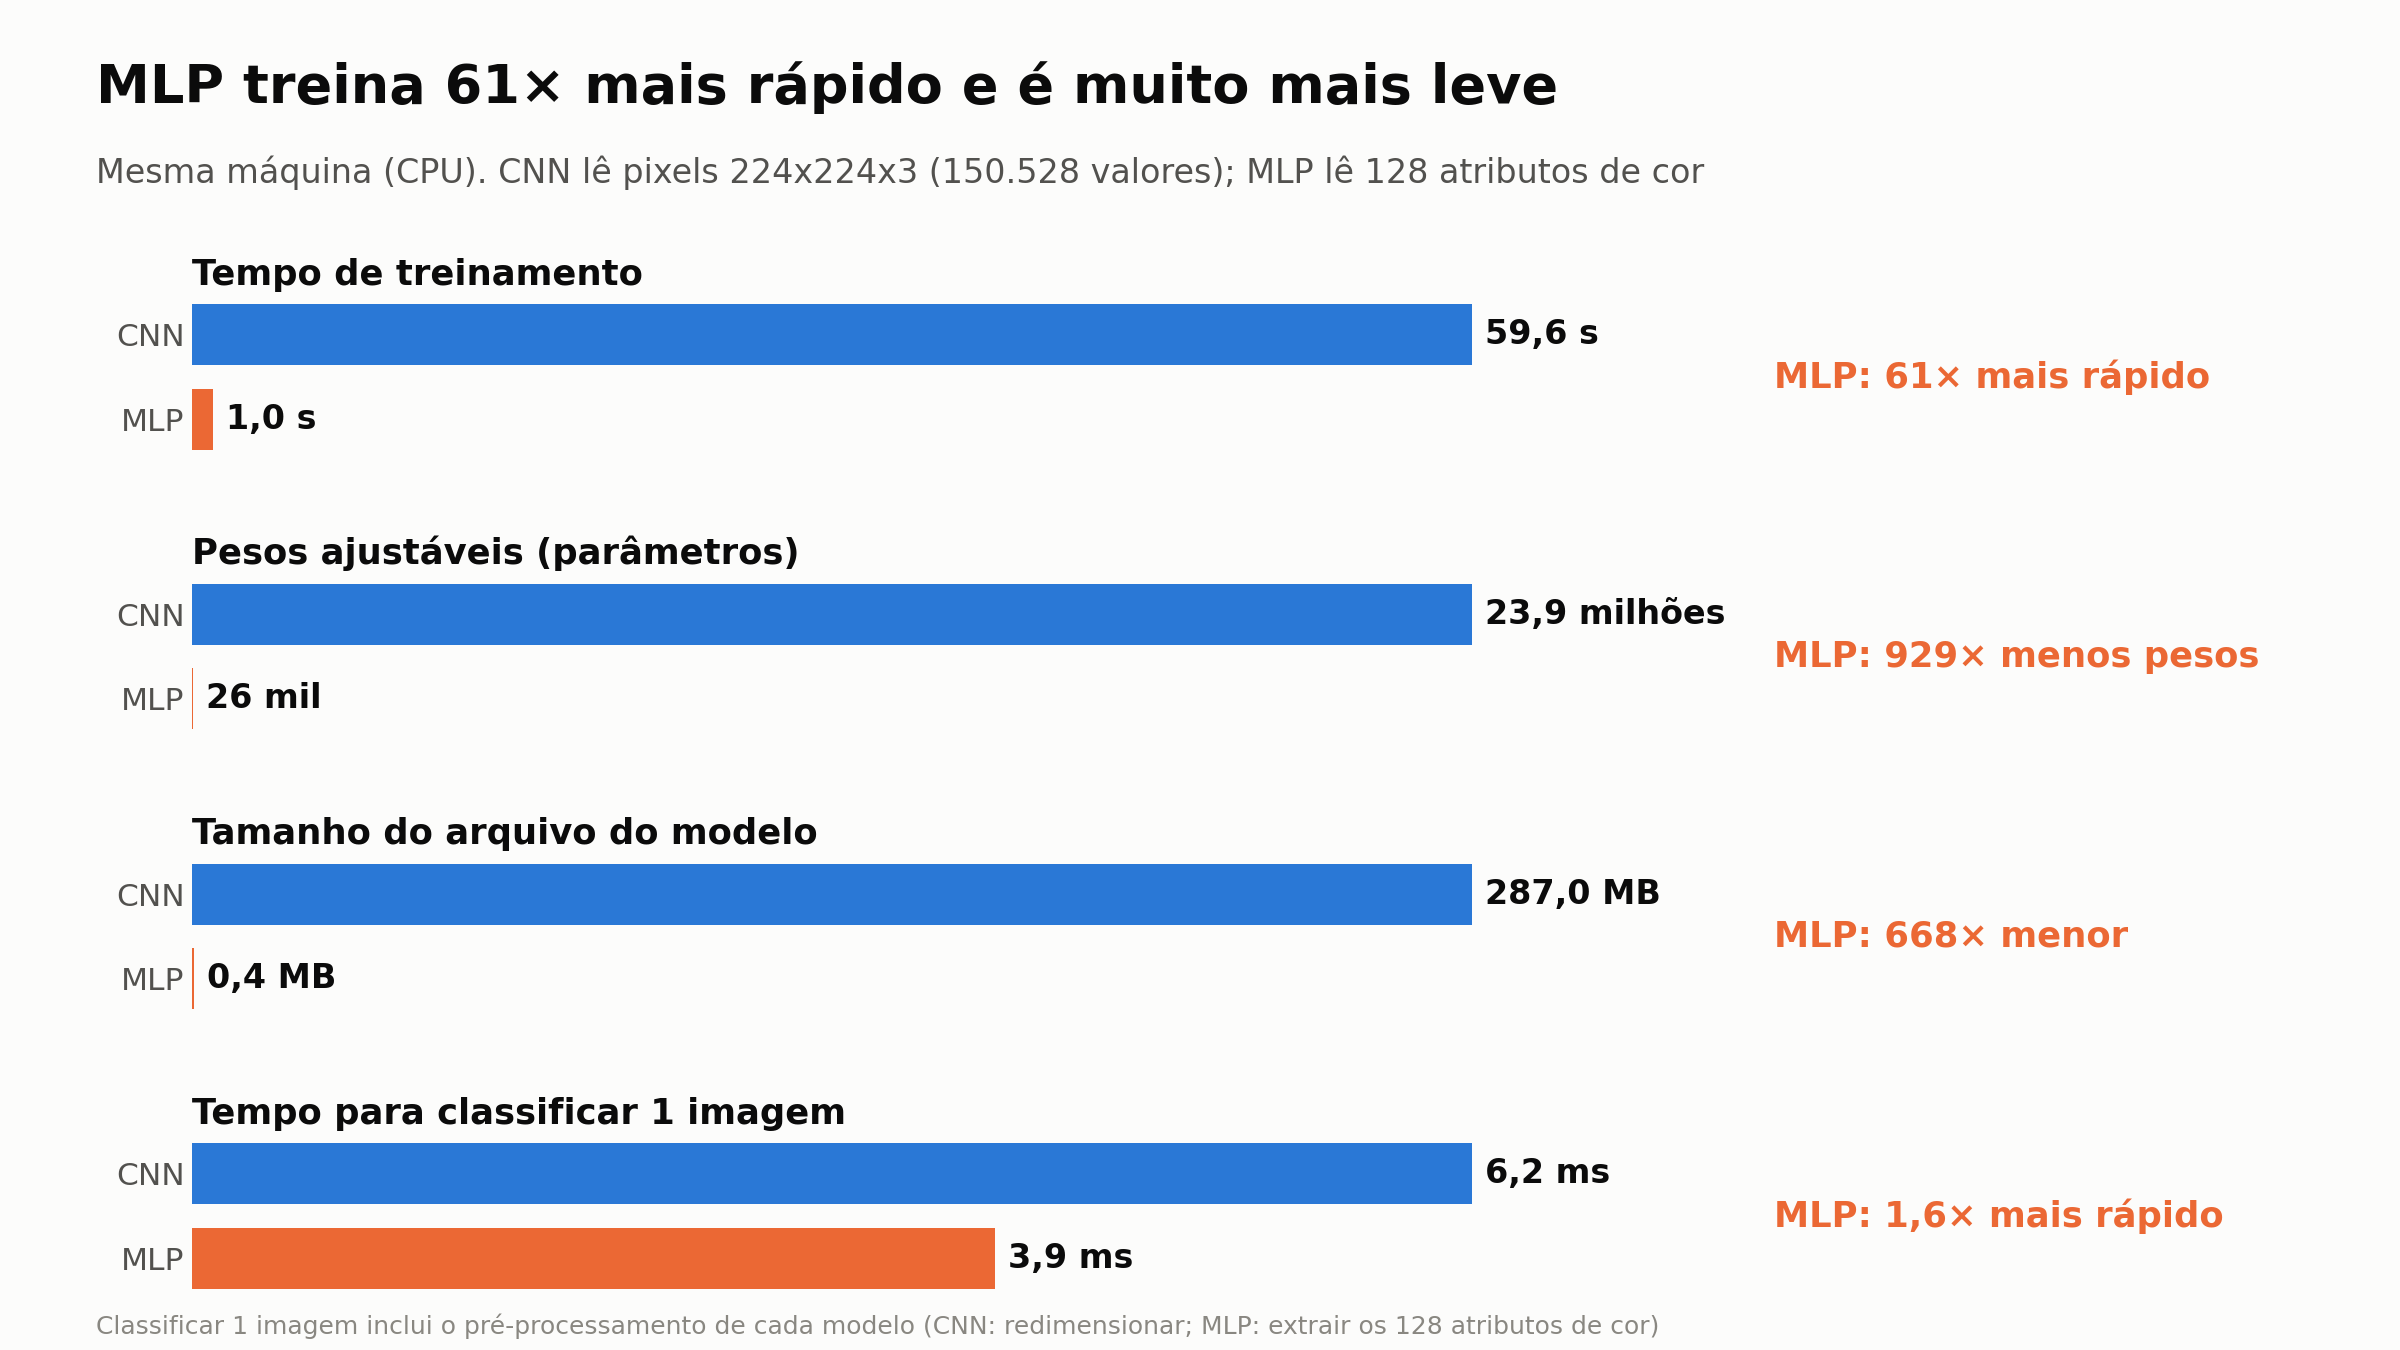 MLP treina 61× mais rápido e é muito mais leve
Mesma máquina (CPU). CNN lê pixels 224x224x3 (150.528 valores); MLP lê 128 atributos de cor
Tempo de treinamento
CNN 59,6 s
MLP 1,0 s
MLP: 61× mais rápido
Pesos ajustáveis (parâmetros)
CNN 23,9 milhões
MLP 26 mil
MLP: 929× menos pesos
Tamanho do arquivo do modelo
CNN 287,0 MB
MLP 0,4 MB
MLP: 668× menor
Tempo para classificar 1 imagem
CNN 6,2 ms
MLP 3,9 ms
MLP: 1,6× mais rápido
Classificar 1 imagem inclui o pré-processamento de cada modelo (CNN: redimensionar; MLP: extrair os 128 atributos de cor)